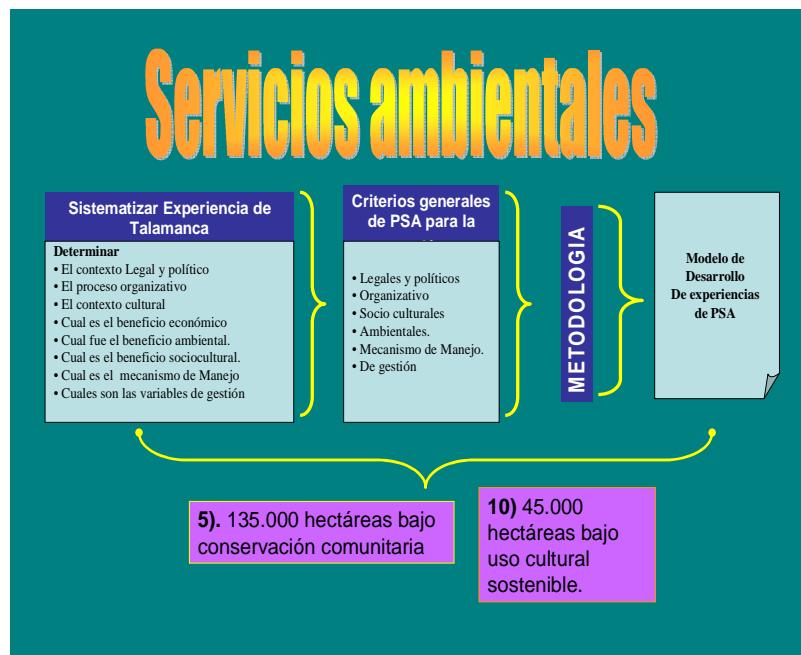 Servicios ambientales
Sistematizar Experiencia de
Talamanca
Determinar
• El contexto Legal y político
• El proceso organizativo
• El contexto cultural
• Cual es el beneficio económico
• Cual fue el beneficio ambiental.
• Cual es el beneficio sociocultural.
• Cual es el mecanismo de Manejo
• Cuales son las variables de gestión
Criterios generales
de PSA para la
• Legales y políticos
• Organizativo
• Socio culturales
• Ambientales.
• Mecanismo de Manejo.
• De gestión
METODOLOGIA
Modelo de
Desarrollo
De experiencias
de PSA
5). 135.000 hectáreas bajo
conservación comunitaria
10) 45.000
hectáreas bajo
uso cultural
sostenible.